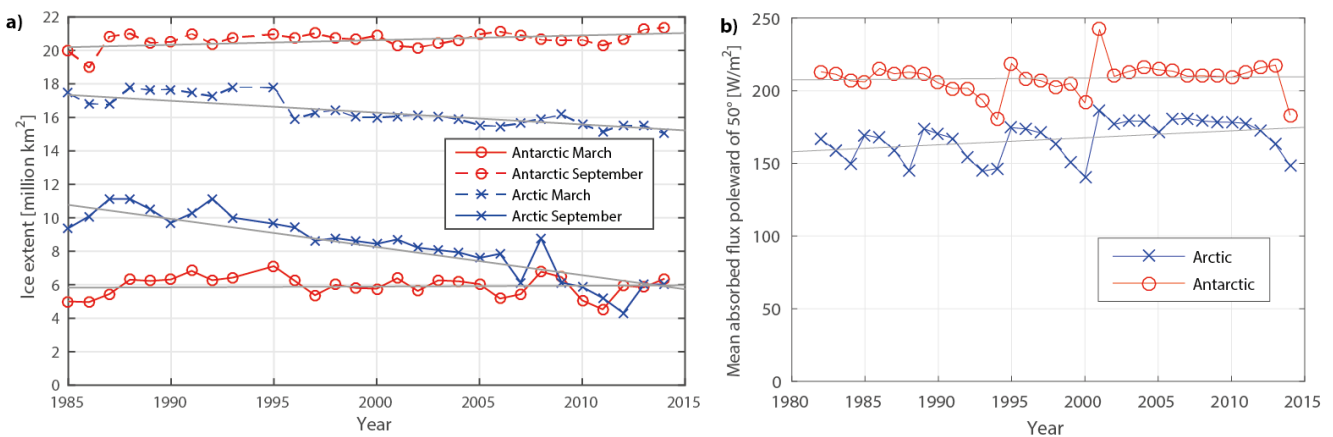 a)
22
20
18
16
14
12
10
8
6
4
2
0
Ice extent [million km²]
1985
1990
1995
2000
2005
2010
2015
Year
Antarctic March
Antarctic September
Arctic March
Arctic September
b)
250
200
150
100
50
0
Mean absorbed flux poleward of 50° [W/m²]
1980
1985
1990
1995
2000
2005
2010
2015
Year
Arctic
Antarctic